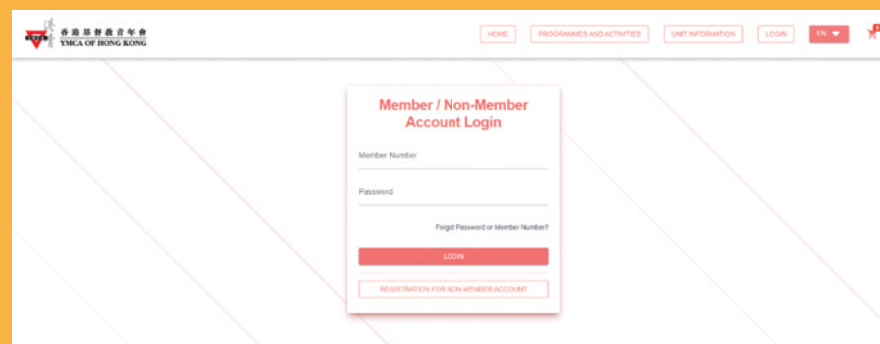 香港基督教青年會
YMCA OF HONG KONG
HOME
PROGRAMMES AND ACTIVITIES
UNIT INFORMATION
LOGIN
EN
Member / Non-Member
Account Login
Member Number
Password
Forgot Password or Member Number?
LOGIN
REGISTRATION FOR NON-MEMBER ACCOUNT